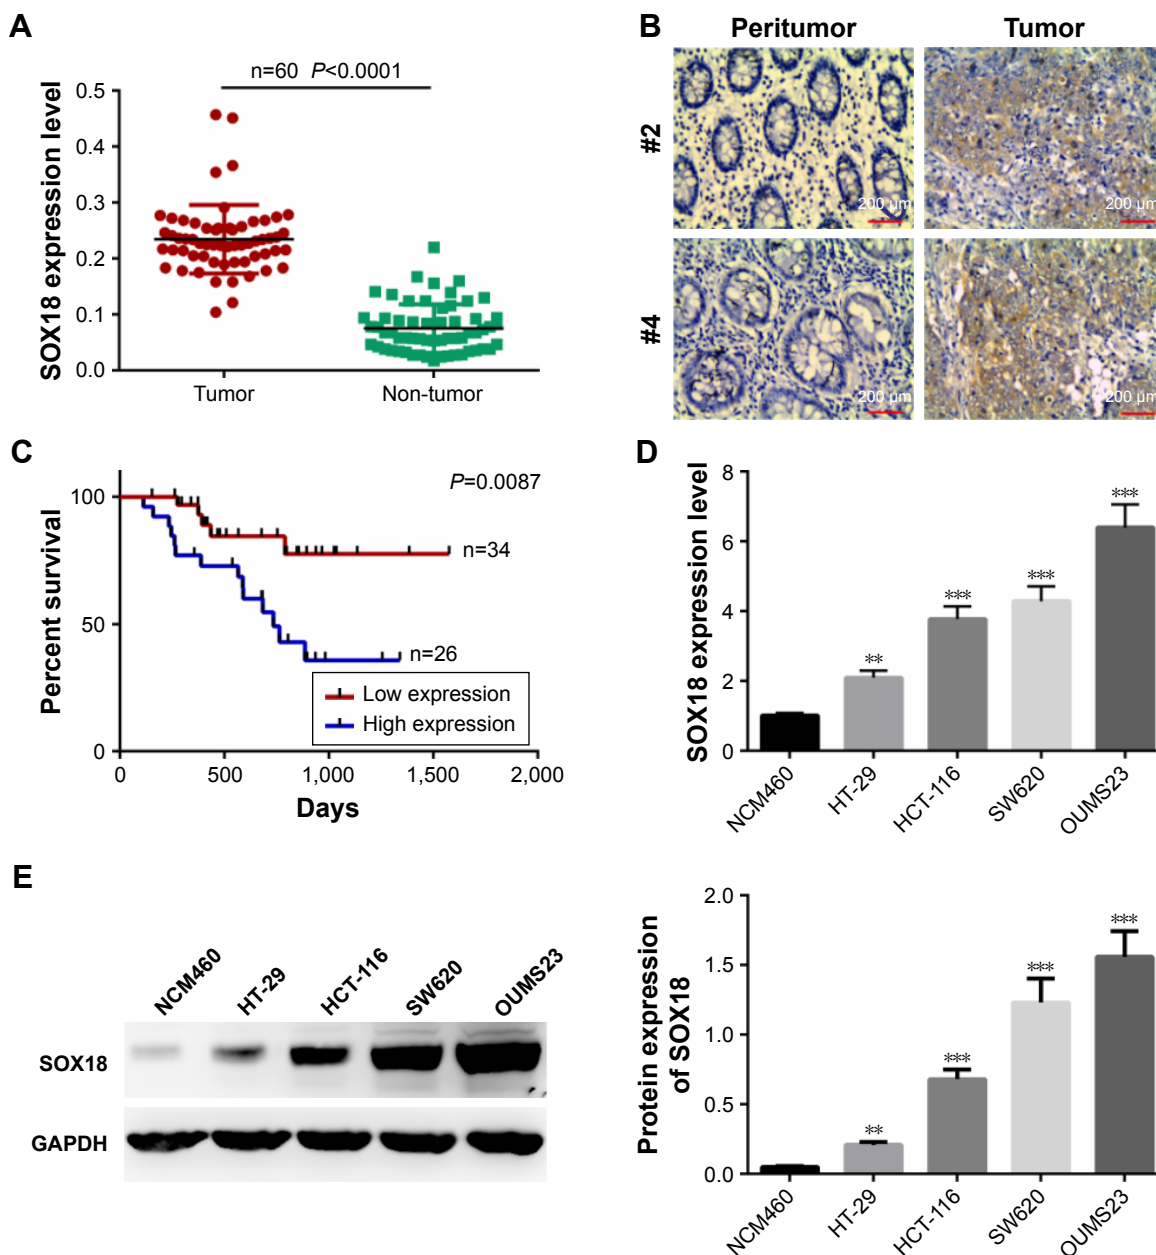 A
n=60 P<0.0001
SOX18 expression level
0.5
0.4
0.3
0.2
0.1
0.0
Tumor
Non-tumor
B
Peritumor
Tumor
#2
200 µm
200 µm
#4
200 µm
200 µm
C
P=0.0087
Percent survival
100
50
0
n=34
n=26
Low expression
High expression
0
500
1,000
1,500
2,000
Days
D
SOX18 expression level
8
6
4
2
0
**
***
***
***
NCM460
HT-29
HCT-116
SW620
OUMS23
E
NCM460
HT-29
HCT-116
SW620
OUMS23
SOX18
GAPDH
Protein expression
of SOX18
2.0
1.5
1.0
0.5
0.0
**
***
***
***
NCM460
HT-29
HCT-116
SW620
OUMS23